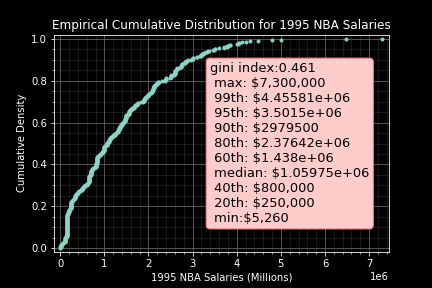 Empirical Cumulative Distribution for 1995 NBA Salaries
1.0
0.8
0.6
0.4
0.2
0.0
Cumulative Density
gini index:0.461
max: $7,300,000
99th: $4.45581e+06
95th: $3.5015e+06
90th: $2979500
80th: $2.37642e+06
60th: $1.438e+06
median: $1.05975e+06
40th: $800,000
20th: $250,000
min:$5,260
0 1 2 3 4 5 6 7
1e6
1995 NBA Salaries (Millions)